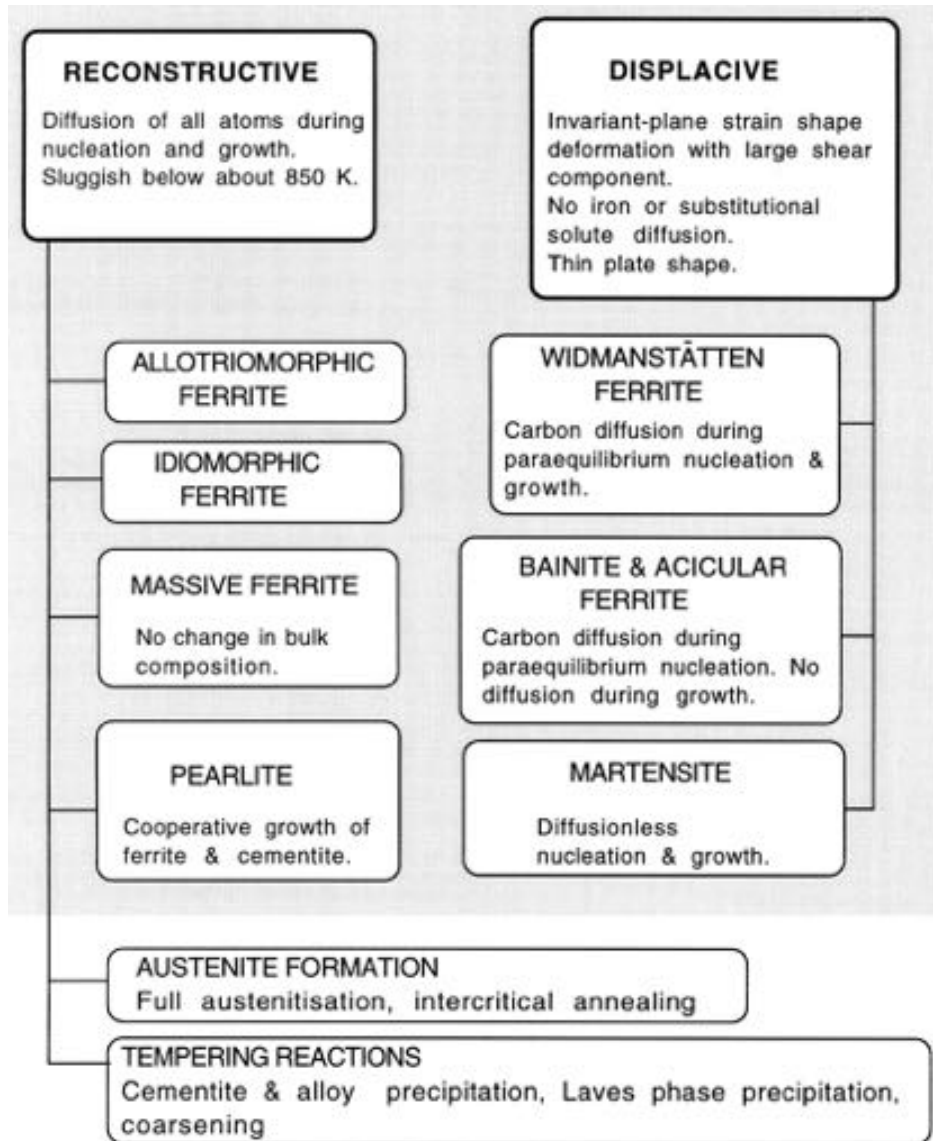 RECONSTRUCTIVE
Diffusion of all atoms during
nucleation and growth.
Sluggish below about 850 K.
ALLOTRIOMORPHIC
FERRITE
IDIOMORPHIC
FERRITE
MASSIVE FERRITE
No change in bulk
composition.
PEARLITE
Cooperative growth of
ferrite & cementite.
DISPLACIVE
Invariant-plane strain shape
deformation with large shear
component.
No iron or substitutional
solute diffusion.
Thin plate shape.
WIDMANSTÄTTEN
FERRITE
Carbon diffusion during
paraequilibrium nucleation &
growth.
BAINITE & ACICULAR
FERRITE
Carbon diffusion during
paraequilibrium nucleation. No
diffusion during growth.
MARTENSITE
Diffusionless
nucleation & growth.
AUSTENITE FORMATION
Full austenitisation, intercritical annealing
TEMPERING REACTIONS
Cementite & alloy precipitation, Laves phase precipitation,
coarsening